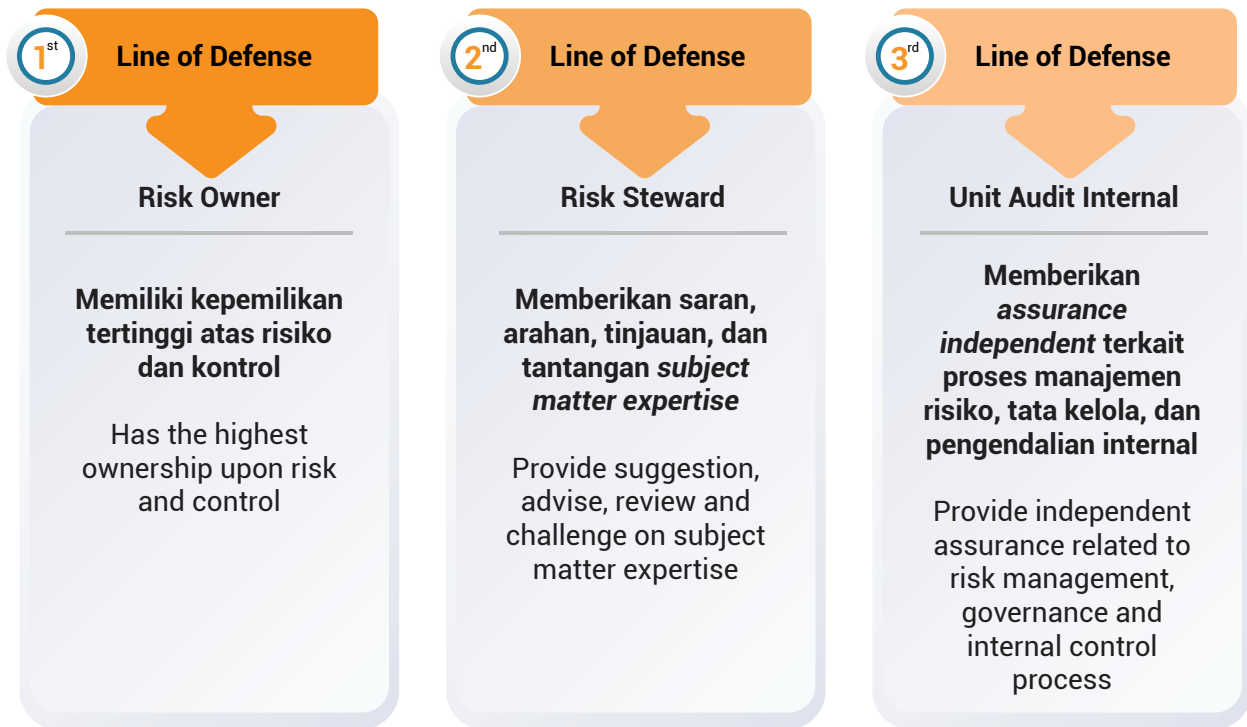 1st Line of Defense
Risk Owner
Memiliki kepemilikan
tertinggi atas risiko
dan kontrol
Has the highest
ownership upon risk
and control
2nd Line of Defense
Risk Steward
Memberikan saran,
arahan, tinjauan, dan
tantangan subject
matter expertise
Provide suggestion,
advise, review and
challenge on subject
matter expertise
3rd Line of Defense
Unit Audit Internal
Memberikan
assurance
independent terkait
proses manajemen
risiko, tata kelola, dan
pengendalian internal
Provide independent
assurance related to
risk management,
governance and
internal control
process